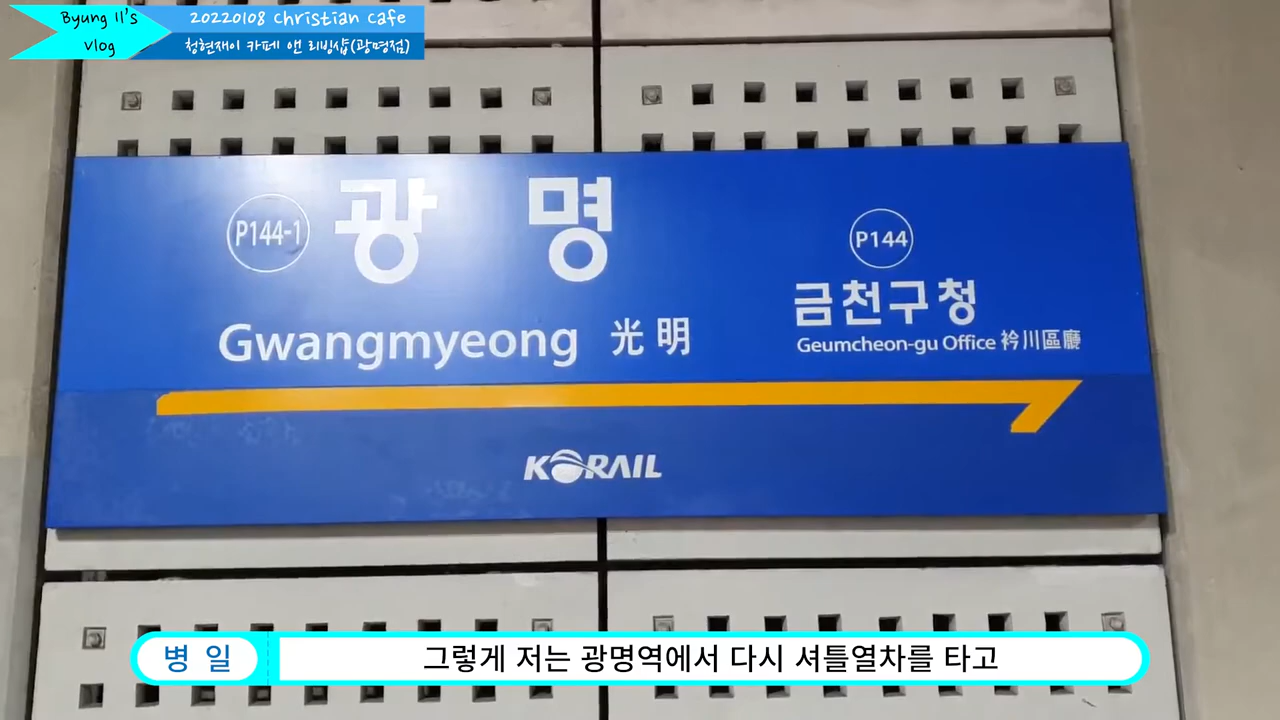 Byung Il's
Vlog
20220108 Christian Cafe
청현재이 카페 앤 리빙샵(광명점)
P144-1 광명
Gwangmyeong 光明
P144
금천구청
Geumcheon-gu Office 衿川區廳
KORAIL
병 일
그렇게 저는 광명역에서 다시 셔틀열차를 타고